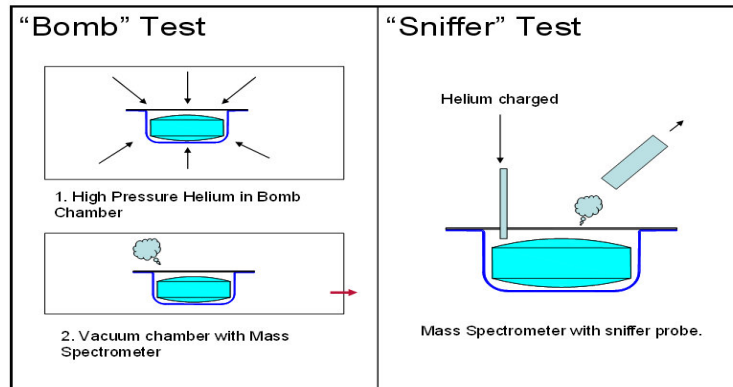 “Bomb” Test
1. High Pressure Helium in Bomb
Chamber
2. Vacuum chamber with Mass
Spectrometer
“Sniffer” Test
Helium charged
Mass Spectrometer with sniffer probe.